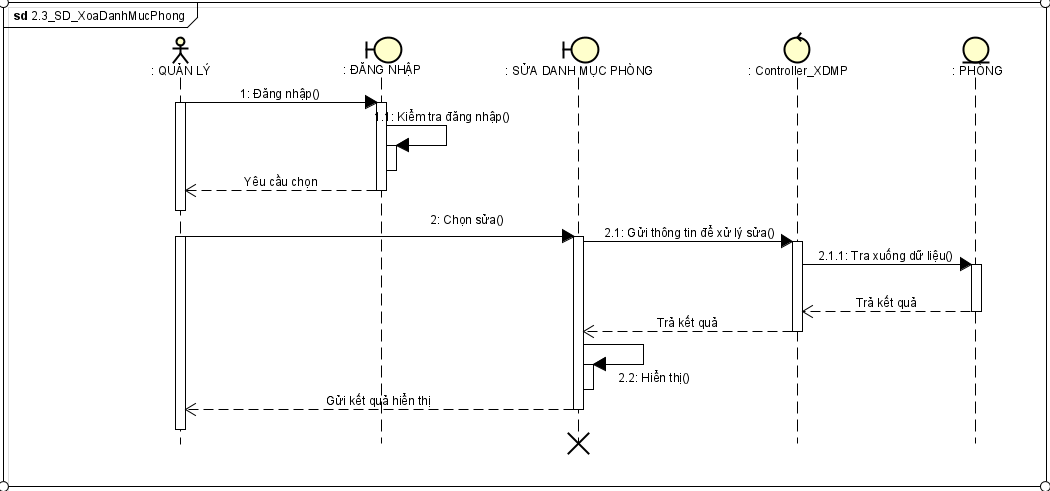 sd 2.3_SD_XoaDanhMucPhong
: QUẢN LÝ
: ĐĂNG NHẬP
: SỬA DANH MỤC PHÒNG
: Controller_XDMP
: PHÒNG
1: Đăng nhập()
1.1: Kiểm tra đăng nhập()
Yêu cầu chọn
2: Chọn sửa()
2.1: Gửi thông tin để xử lý sửa()
2.1.1: Tra xuống dữ liệu()
Trả kết quả
Trả kết quả
2.2: Hiển thị()
Gửi kết quả hiển thị